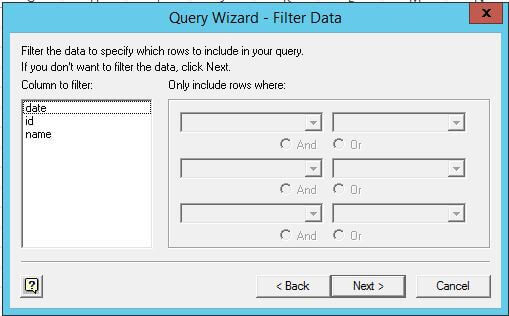 Query Wizard - Filter Data
x
Filter the data to specify which rows to include in your query.
If you don't want to filter the data, click Next.
Column to filter:
Only include rows where:
date
id
name
And Or
And Or
And Or
?
< Back Next > Cancel